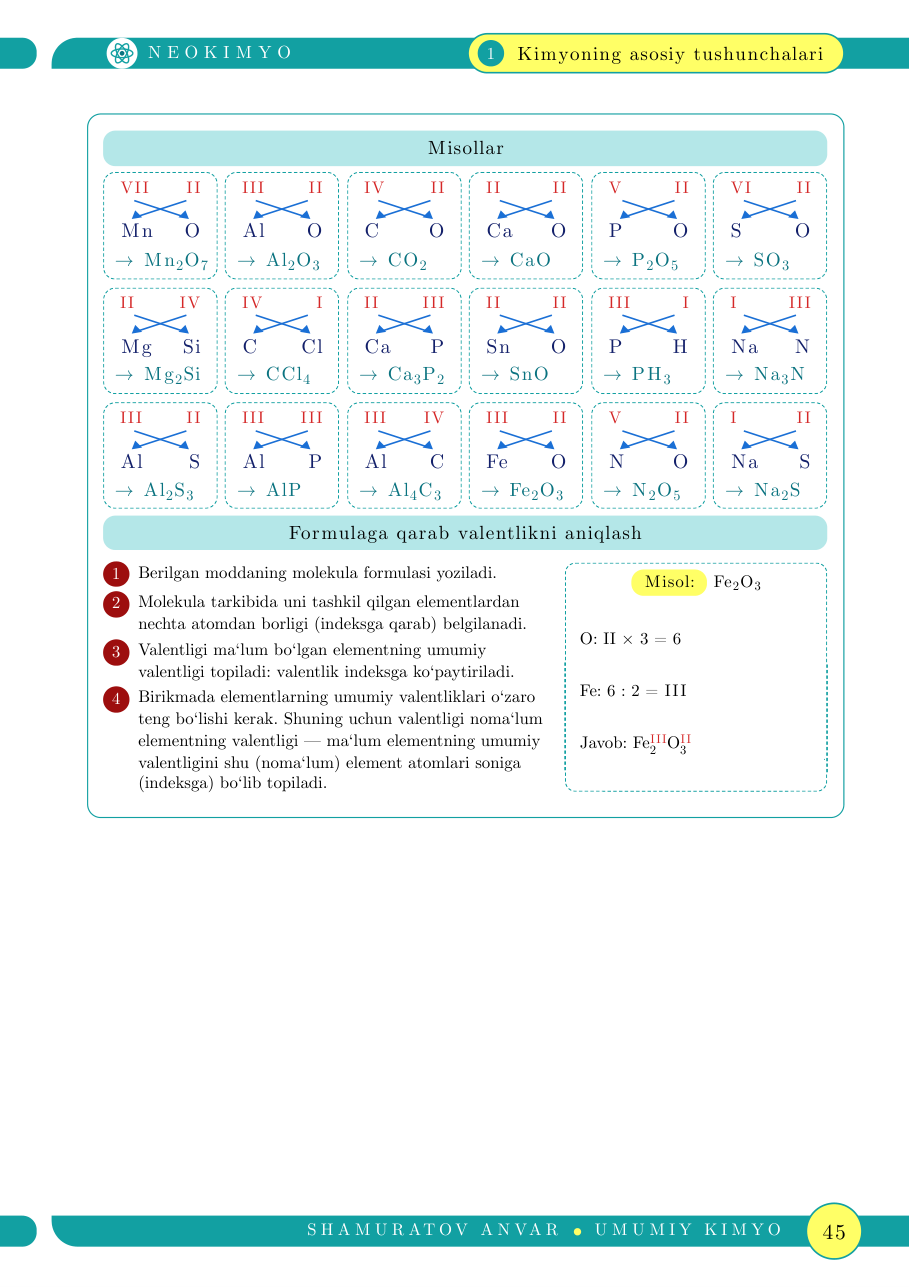 NEOKIMYO
1 Kimyoning asosiy tushunchalari
Misollar
VII II III II IV II II II V II VI II
Mn O Al O C O Ca O P O S O
→ Mn₂O₇ → Al₂O₃ → CO₂ → CaO → P₂O₅ → SO₃
II IV IV I II III II II III I I III
Mg Si C Cl Ca P Sn O P H Na N
→ Mg₂Si → CCl₄ → Ca₃P₂ → SnO → PH₃ → Na₃N
III II III III III IV III II V II I II
Al S Al P Al C Fe O N O Na S
→ Al₂S₃ → AlP → Al₄C₃ → Fe₂O₃ → N₂O₅ → Na₂S
Formulaga qarab valentlikni aniqlash
1 Berilgan moddaning molekula formulasi yoziladi.
2 Molekula tarkibida uni tashkil qilgan elementlardan
nechta atomdan borligi (indeksga qarab) belgilanadi.
3 Valentligi ma‘lum bo‘lgan elementning umumiy
valentligi topiladi: valentlik indeksga ko‘paytiriladi.
4 Birikmada elementlarning umumiy valentliklari o‘zaro
teng bo‘lishi kerak. Shuning uchun valentligi noma‘lum
elementning valentligi — ma‘lum elementning umumiy
valentligini shu (noma‘lum) element atomlari soniga
(indeksga) bo‘lib topiladi.
Misol: Fe₂O₃
O: II × 3 = 6
Fe: 6 : 2 = III
Javob: Fe₂ᴵᴵᴵO₃ᴵᴵ
SHAMURATOV ANVAR • UMUMIY KIMYO
45